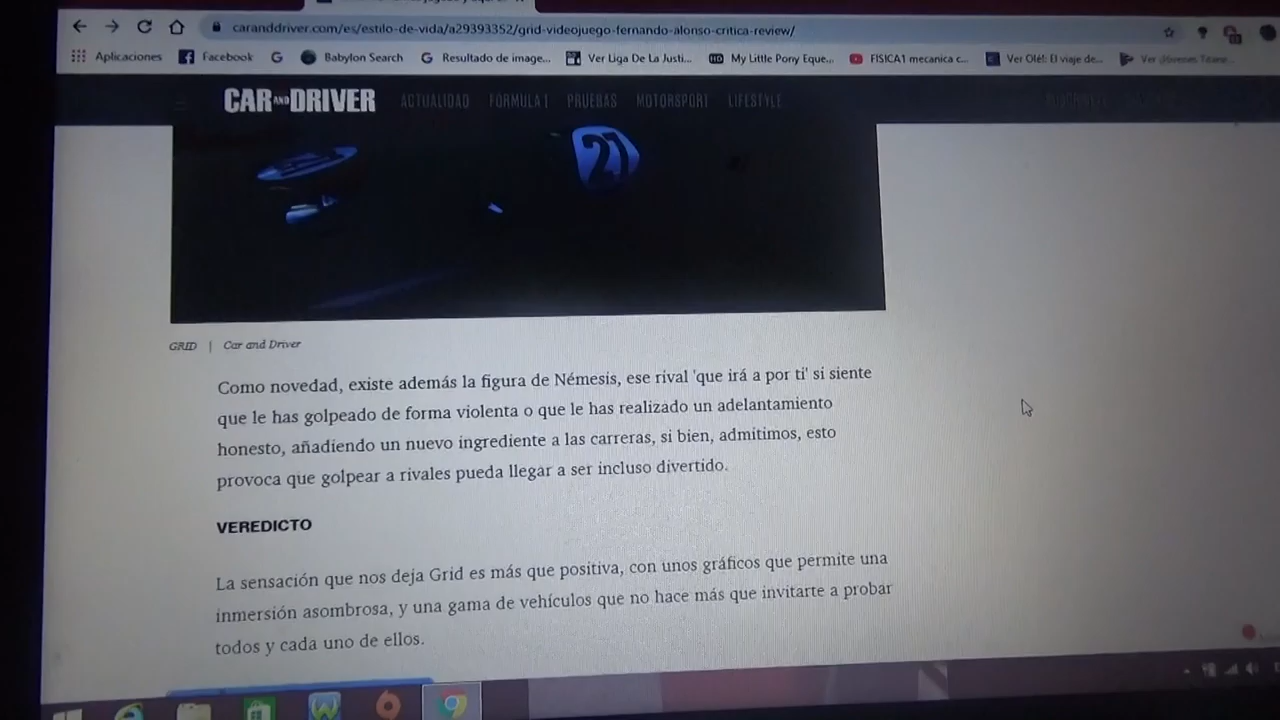 caranddriver.com/es/estilo-de-vida/a29393352/grid-videojuego-fernando-alonso-critica-review/
Aplicaciones Facebook Babylon Search Resultado de image... Ver Liga De La Justi... My Little Pony Eque... FISICA1 mecanica c... Ver Olé!: El viaje de... Ver Jóvenes Titane...
CAR AND DRIVER ACTUALIDAD FORMULA 1 PRUEBAS MOTORSPORT LIFESTYLE
27
GRID | Car and Driver
Como novedad, existe además la figura de Némesis, ese rival 'que irá a por ti' si siente
que le has golpeado de forma violenta o que le has realizado un adelantamiento
honesto, añadiendo un nuevo ingrediente a las carreras, si bien, admitimos, esto
provoca que golpear a rivales pueda llegar a ser incluso divertido.
VEREDICTO
La sensación que nos deja Grid es más que positiva, con unos gráficos que permite una
inmersión asombrosa, y una gama de vehículos que no hace más que invitarte a probar
todos y cada uno de ellos.